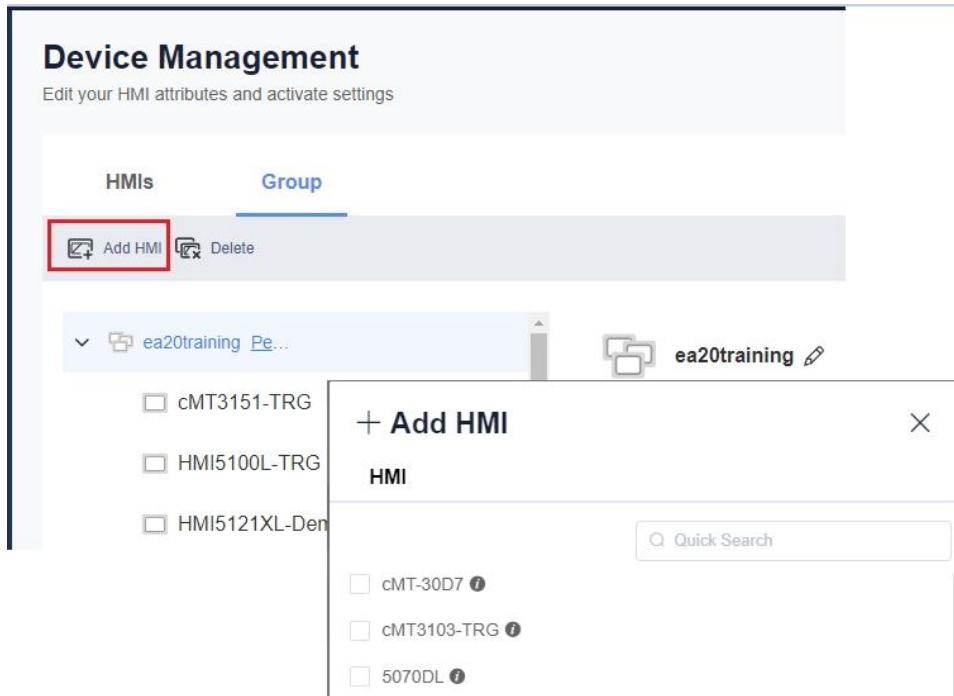 Device Management
Edit your HMI attributes and activate settings
HMIs Group
Add HMI Delete
ea20training Pe...
ea20training
cMT3151-TRG
HMI5100L-TRG
HMI5121XL-Dem
+ Add HMI
HMI
Quick Search
cMT-30D7
cMT3103-TRG
5070DL